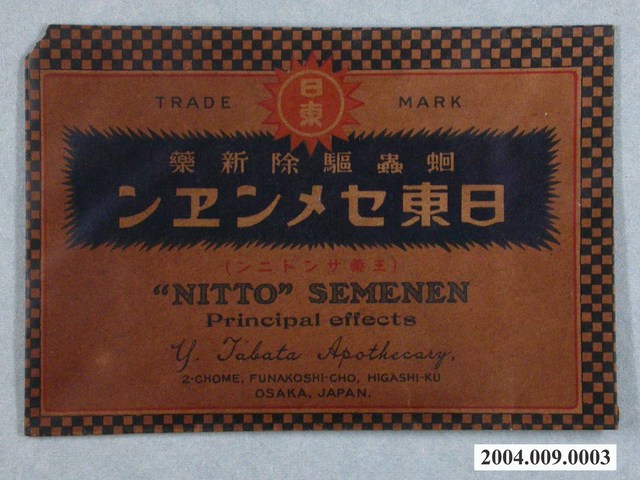 日東
TRADE MARK
蛔蟲驅除新藥
日東セメンヱン
(主藥サントニン)
"NITTO" SEMENEN
Principal effects
Y. Tabata Apothecary,
2-CHOME, FUNAKOSHI-CHO, HIGASHI-KU
OSAKA, JAPAN.
2004.009.0003